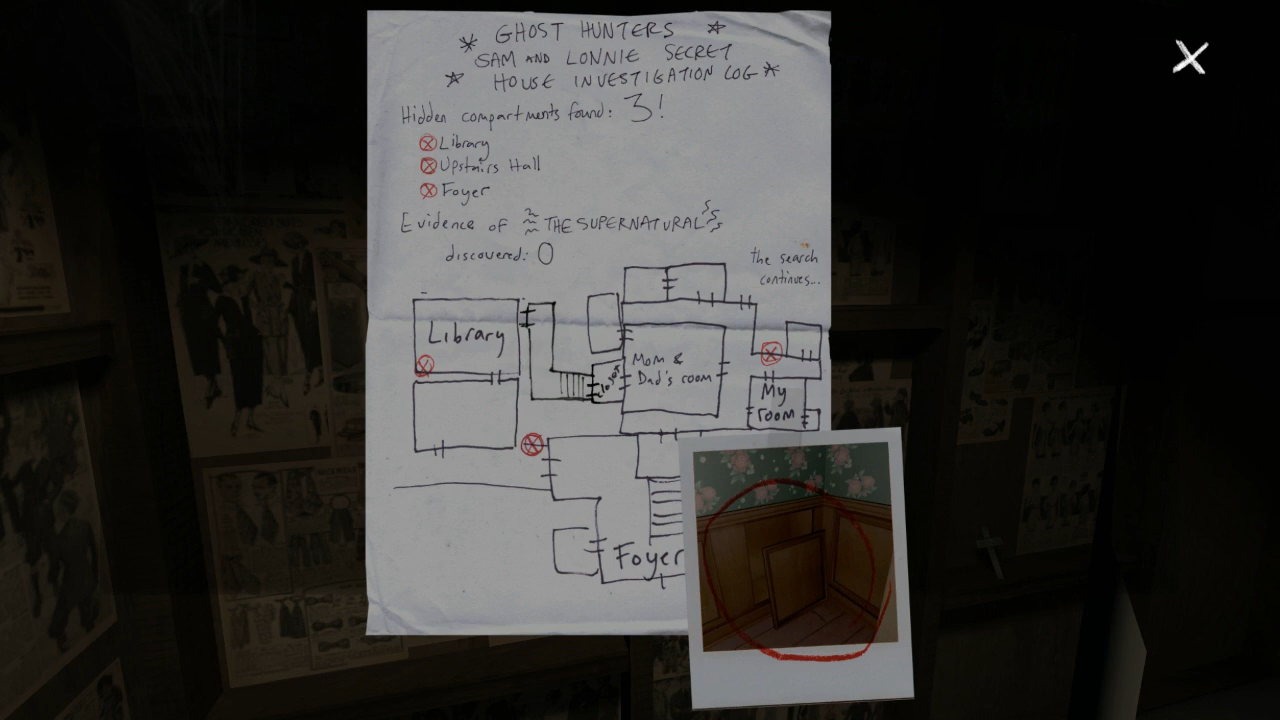 GHOST HUNTERS
SAM AND LONNIE SECRET
HOUSE INVESTIGATION LOG
Hidden compartments found: 3!
Library
Upstairs Hall
Foyer
Evidence of THE SUPERNATURAL
discovered: 0
the search
continues...
Library
Mom &
Dad's room
My
room
Foyer